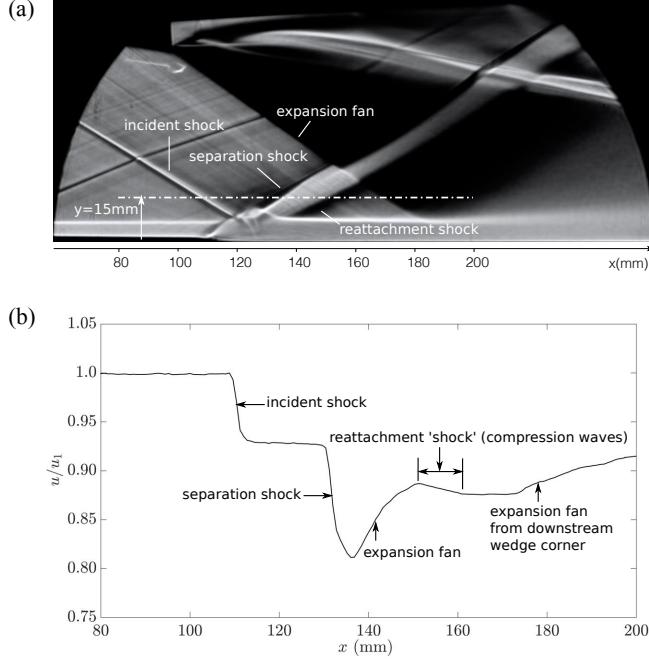 (a)
expansion fan
incident shock
separation shock
y=15mm
reattachment shock
80 100 120 140 160 180 200 x(mm)
(b)
1.05
1.0
0.95
0.90
0.85
0.80
0.75
u/u₁
incident shock
reattachment 'shock' (compression waves)
separation shock
expansion fan
expansion fan
from downstream
wedge corner
80 100 120 140 160 180 200
x (mm)